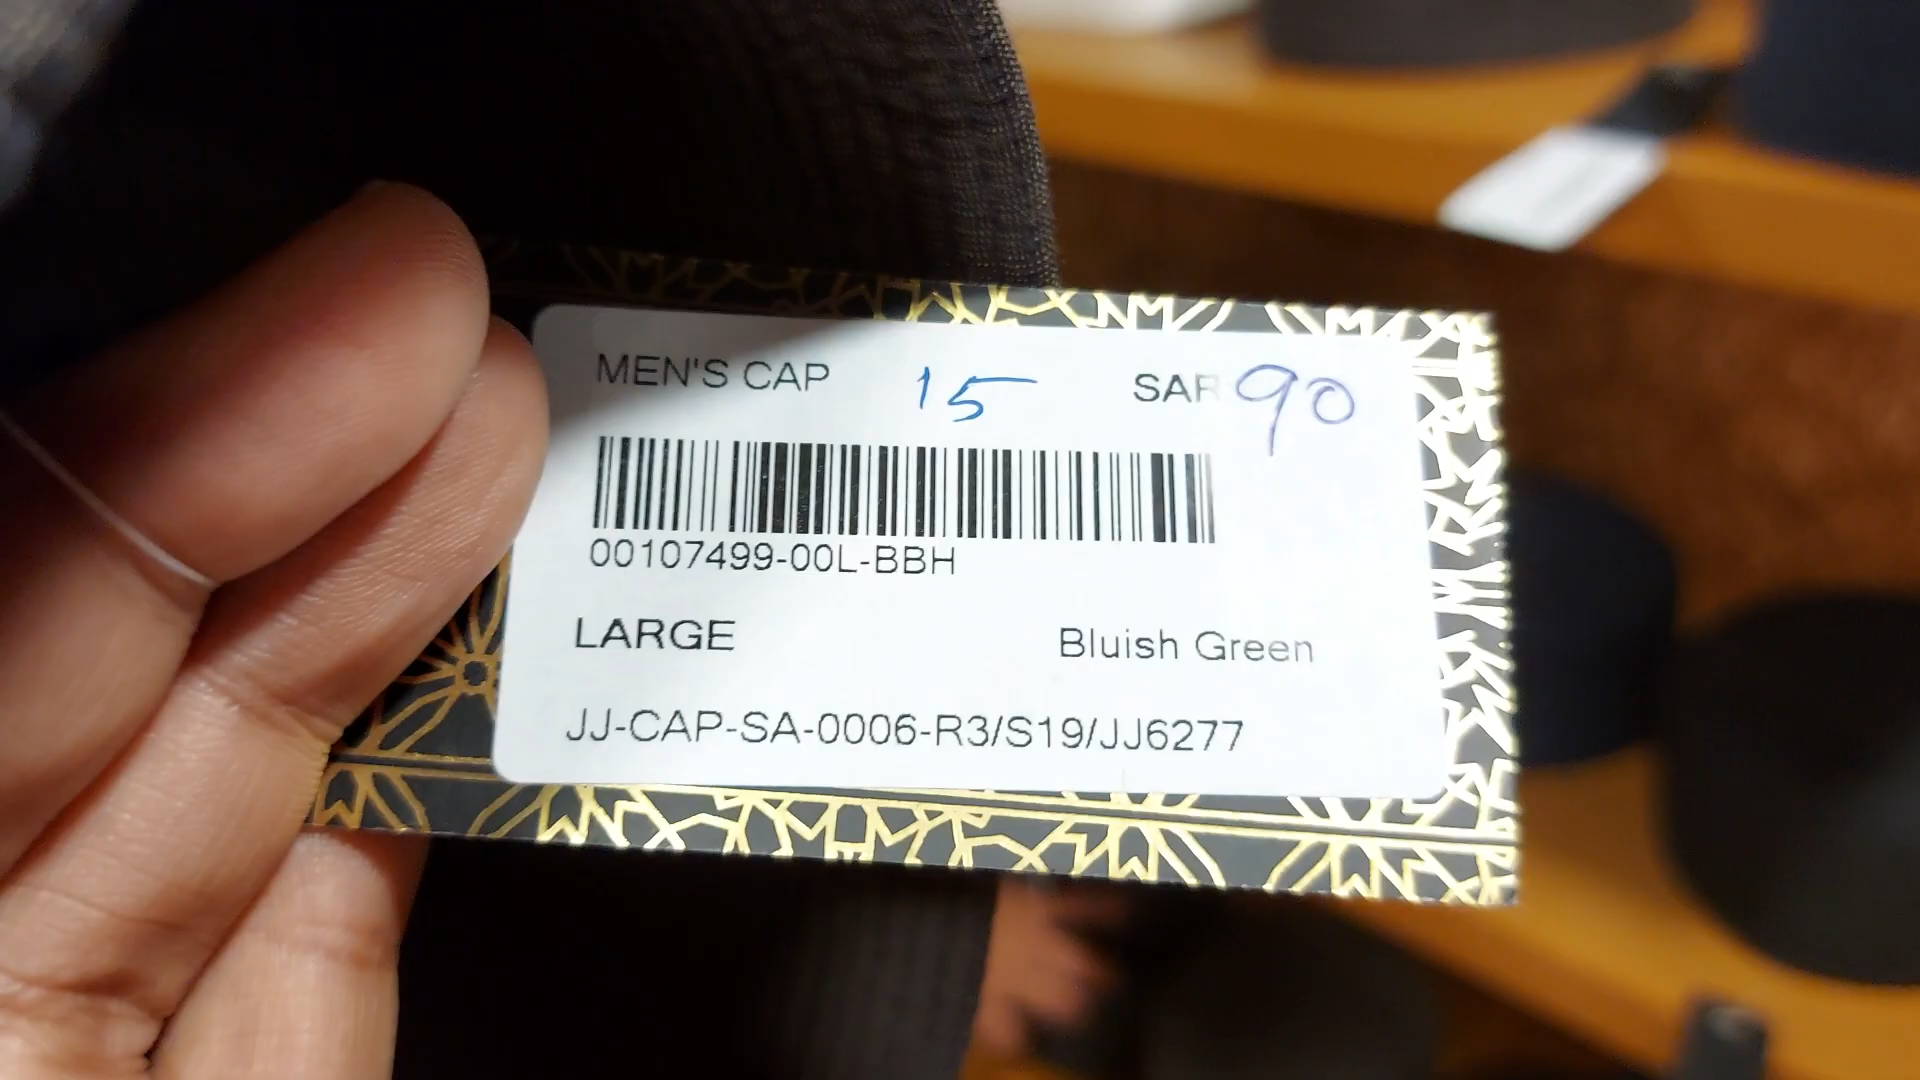 MEN'S CAP 15 SAR 90
00107499-00L-BBH
LARGE Bluish Green
JJ-CAP-SA-0006-R3/S19/JJ6277